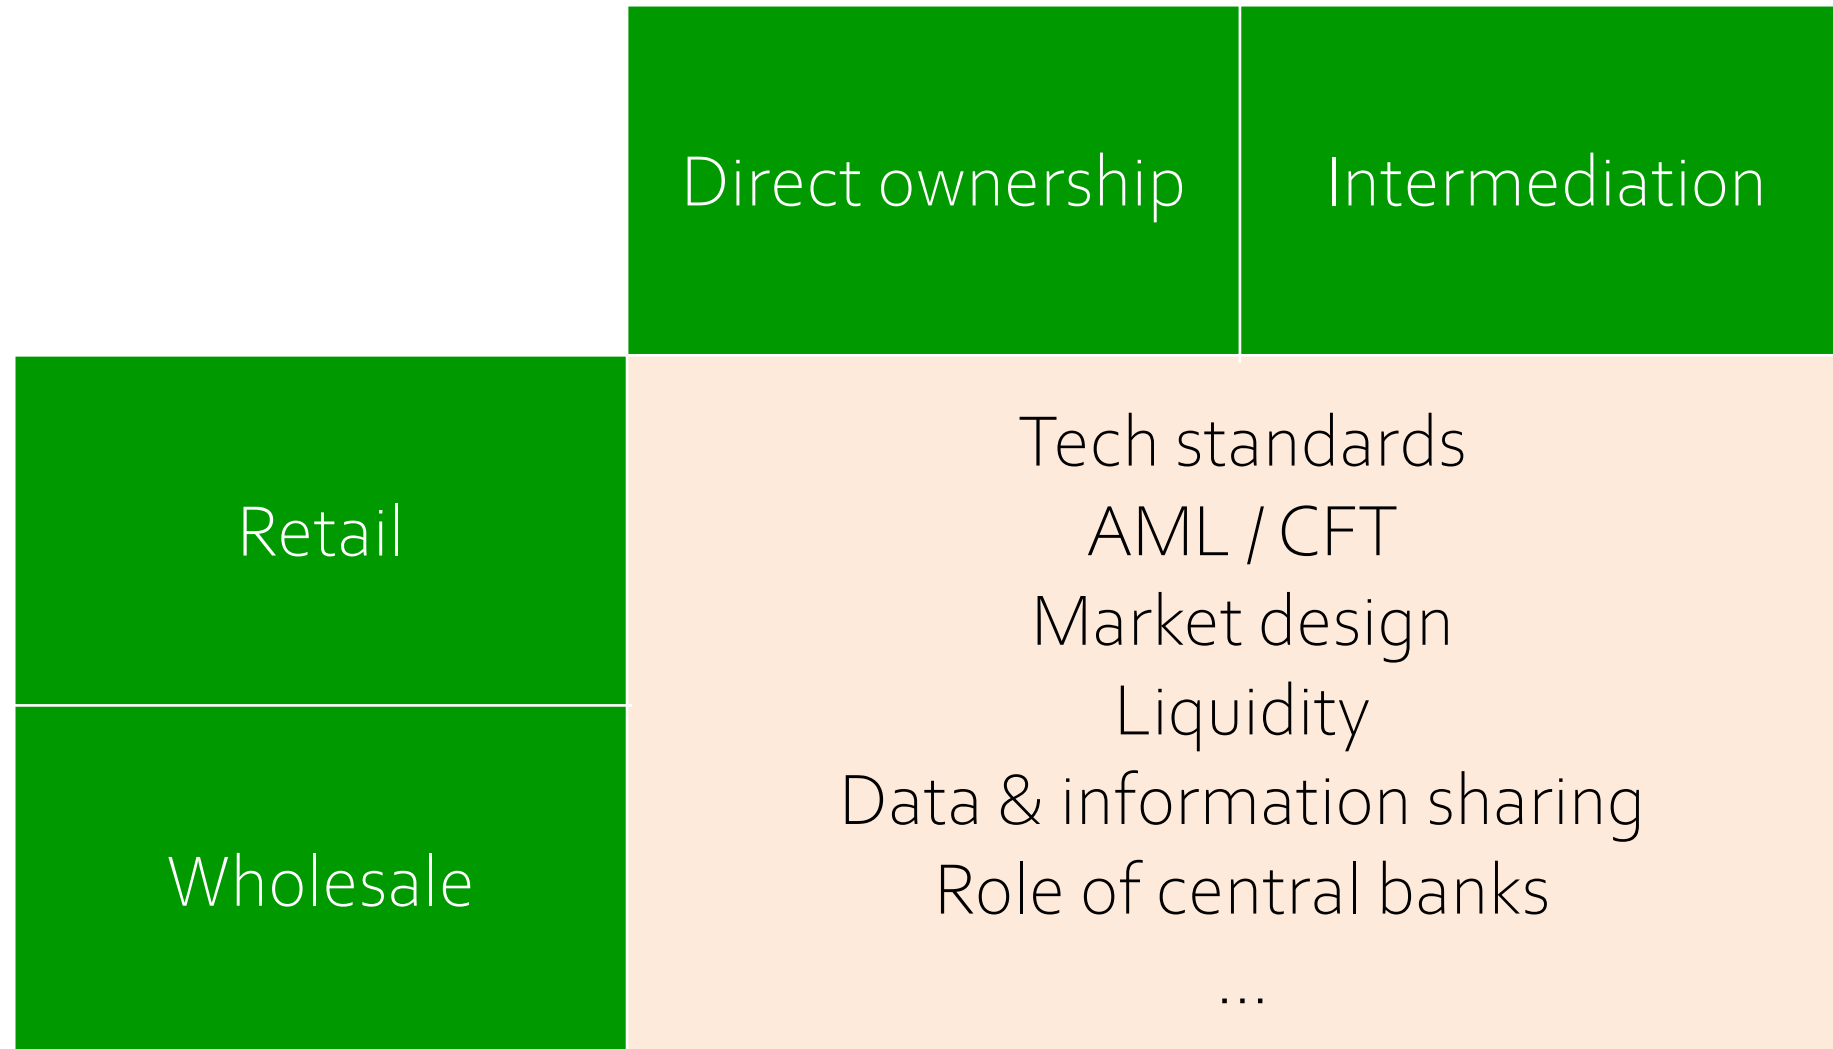 Direct ownership
Intermediation
Retail
Tech standards
AML / CFT
Market design
Liquidity
Data & information sharing
Role of central banks
...
Wholesale